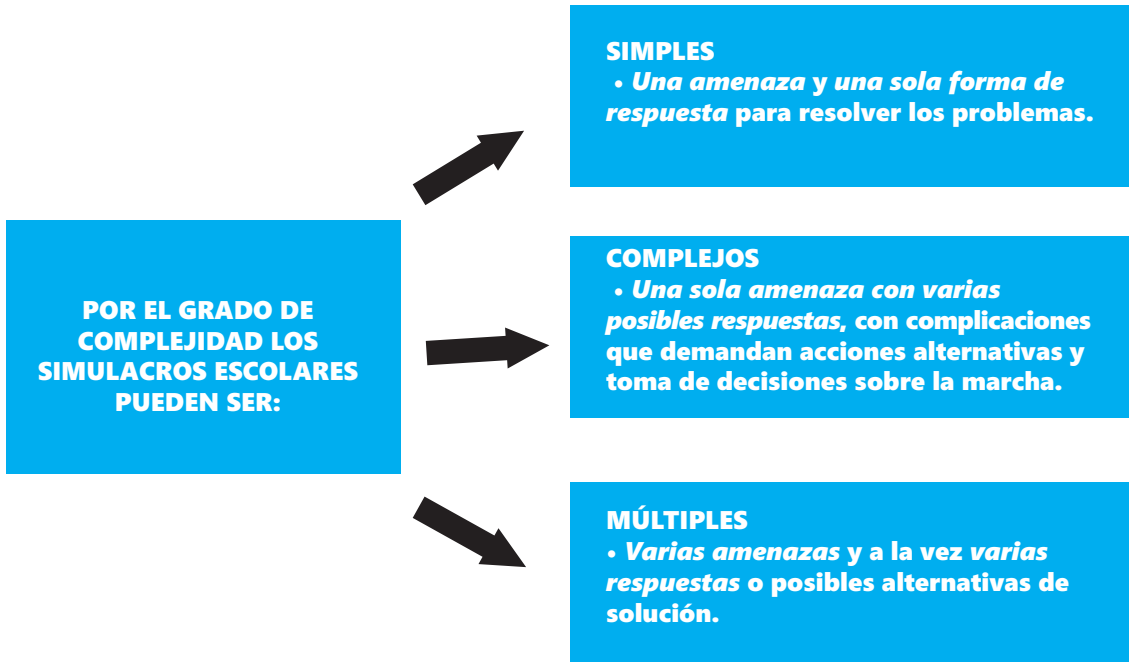 POR EL GRADO DE
COMPLEJIDAD LOS
SIMULACROS ESCOLARES
PUEDEN SER:
SIMPLES
• Una amenaza y una sola forma de
respuesta para resolver los problemas.
COMPLEJOS
• Una sola amenaza con varias
posibles respuestas, con complicaciones
que demandan acciones alternativas y
toma de decisiones sobre la marcha.
MÚLTIPLES
• Varias amenazas y a la vez varias
respuestas o posibles alternativas de
solución.